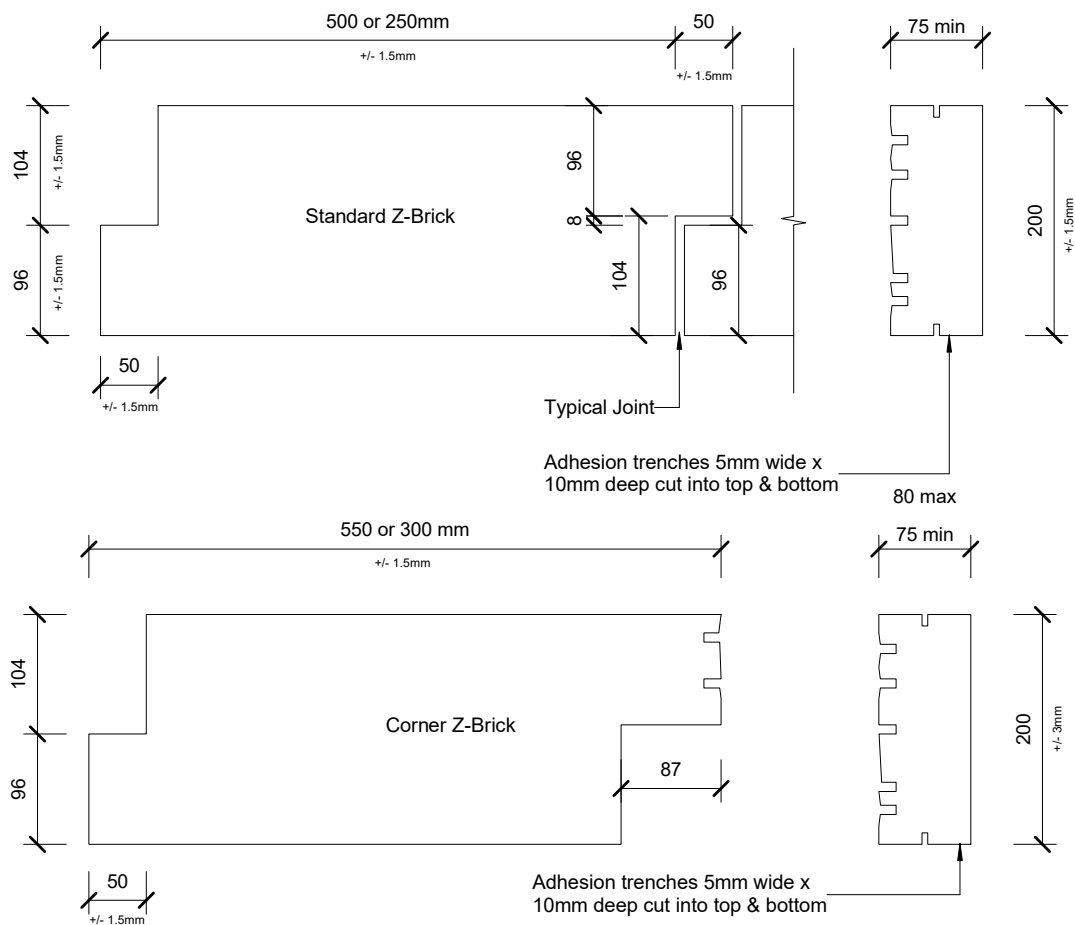 500 or 250mm
+/- 1.5mm
50
+/- 1.5mm
75 min
104
+/- 1.5mm
96
+/- 1.5mm
Standard Z-Brick
96
8
104
96
200
+/- 1.5mm
50
+/- 1.5mm
Typical Joint
Adhesion trenches 5mm wide x
10mm deep cut into top & bottom
80 max
550 or 300 mm
+/- 1.5mm
75 min
104
96
Corner Z-Brick
87
200
+/- 3mm
50
+/- 1.5mm
Adhesion trenches 5mm wide x
10mm deep cut into top & bottom